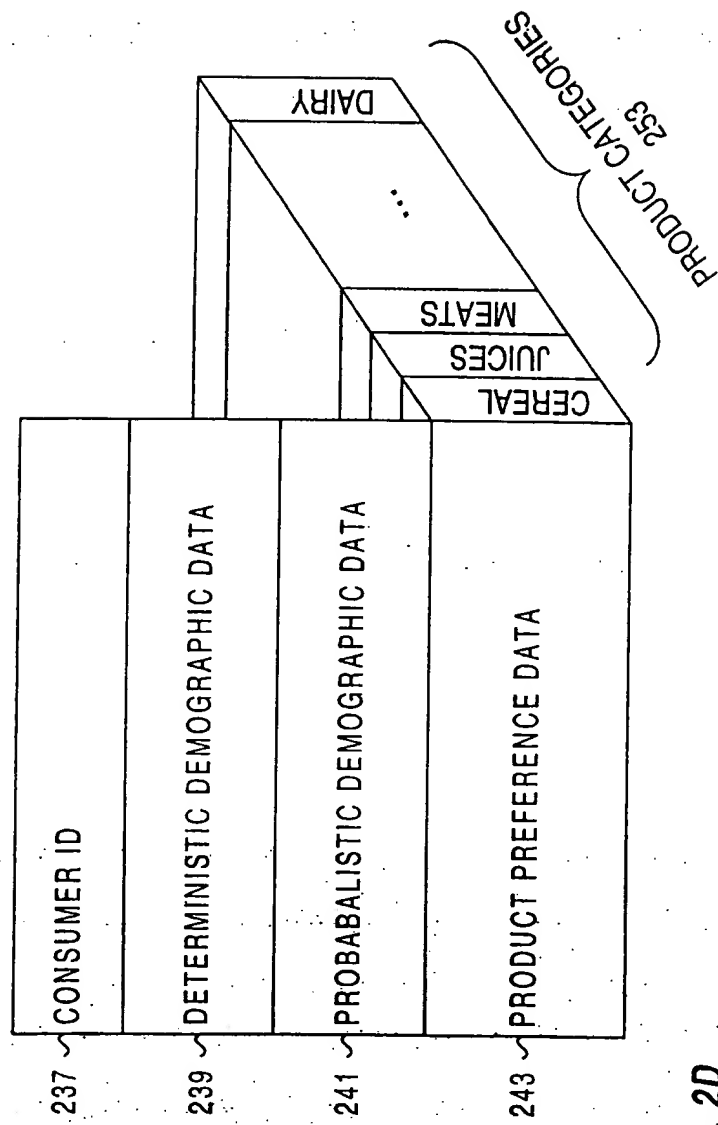 237
CONSUMER ID
239
DETERMINISTIC DEMOGRAPHIC DATA
241
PROBABALISTIC DEMOGRAPHIC DATA
243
PRODUCT PREFERENCE DATA
CEREAL
JUICES
MEATS
...
DAIRY
PRODUCT CATEGORIES
253
2D